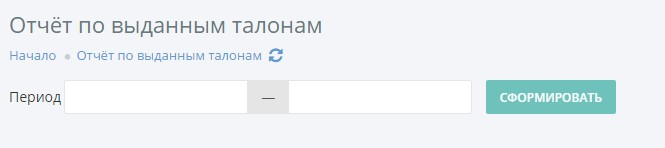 Отчёт по выданным талонам
Начало • Отчёт по выданным талонам
Период — СФОРМИРОВАТЬ